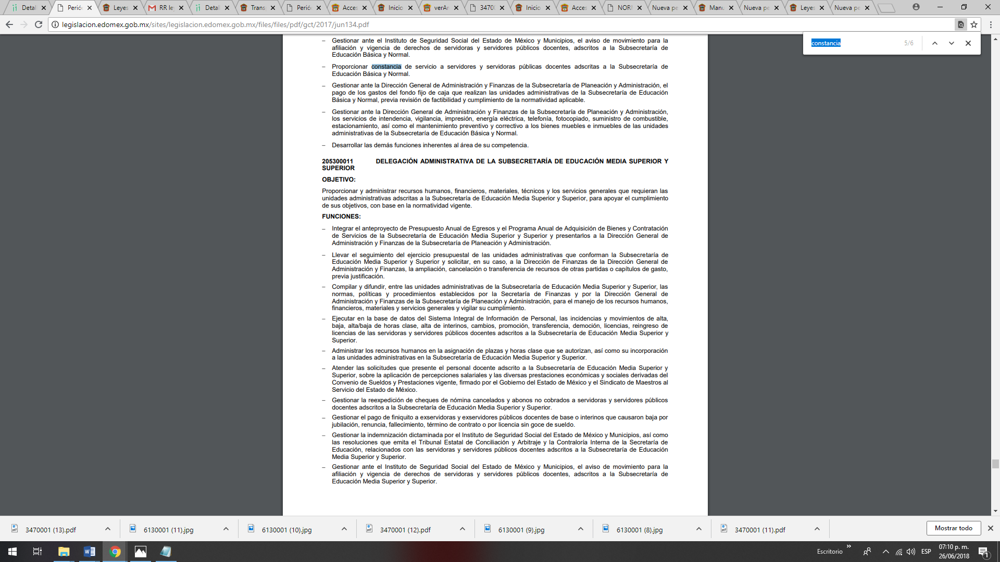 Detal
Perió
Leyes
RR le
Detal
Trans
Perió
Acces
Inicio
verAr
3470
Inicio
Acces
NOR
Nueva pe
Manu
Nueva pe
Leyes
Nueva pe
legislacion.edomex.gob.mx/sites/legislacion.edomex.gob.mx/files/files/pdf/gct/2017/jun134.pdf
constancia 5/6
– Gestionar ante el Instituto de Seguridad Social del Estado de México y Municipios, el aviso de movimiento para la
afiliación y vigencia de derechos de servidoras y servidores públicos docentes, adscritos a la Subsecretaría de
Educación Básica y Normal.
– Proporcionar constancia de servicio a servidores y servidoras públicas docentes adscritas a la Subsecretaría de
Educación Básica y Normal.
– Gestionar ante la Dirección General de Administración y Finanzas de la Subsecretaría de Planeación y Administración, el
pago de los gastos del fondo fijo de caja que realizan las unidades administrativas de la Subsecretaría de Educación
Básica y Normal, previa revisión de factibilidad y cumplimiento de la normatividad aplicable.
– Gestionar ante la Dirección General de Administración y Finanzas de la Subsecretaría de Planeación y Administración,
los servicios de intendencia, vigilancia, impresión, energía eléctrica, telefonía, fotocopiado, suministro de combustible,
estacionamiento, así como el mantenimiento preventivo y correctivo a los bienes muebles e inmuebles de las unidades
administrativas de la Subsecretaría de Educación Básica y Normal.
– Desarrollar las demás funciones inherentes al área de su competencia.
205300011 DELEGACIÓN ADMINISTRATIVA DE LA SUBSECRETARÍA DE EDUCACIÓN MEDIA SUPERIOR Y
SUPERIOR
OBJETIVO:
Proporcionar y administrar recursos humanos, financieros, materiales, técnicos y los servicios generales que requieran las
unidades administrativas adscritas a la Subsecretaría de Educación Media Superior y Superior, para apoyar el cumplimiento
de sus objetivos, con base en la normatividad vigente.
FUNCIONES:
– Integrar el anteproyecto de Presupuesto Anual de Egresos y el Programa Anual de Adquisición de Bienes y Contratación
de Servicios de la Subsecretaría de Educación Media Superior y Superior y presentarlos a la Dirección General de
Administración y Finanzas de la Subsecretaría de Planeación y Administración.
– Llevar el seguimiento del ejercicio presupuestal de las unidades administrativas que conforman la Subsecretaría de
Educación Media Superior y Superior y solicitar, en su caso, a la Dirección de Finanzas de la Dirección General de
Administración y Finanzas, la ampliación, cancelación o transferencia de recursos de otras partidas o capítulos de gasto,
previa justificación.
– Compilar y difundir, entre las unidades administrativas de la Subsecretaría de Educación Media Superior y Superior, las
normas, políticas y procedimientos establecidos por la Secretaría de Finanzas y por la Dirección General de
Administración y Finanzas de la Subsecretaría de Planeación y Administración, para el manejo de los recursos humanos,
financieros, materiales y servicios generales y vigilar su cumplimiento.
– Ejecutar en la base de datos del Sistema Integral de Información de Personal, las incidencias y movimientos de alta,
baja, alta/baja de horas clase, alta de interinos, cambios, promoción, transferencia, democión, licencias, reingreso de
licencias de las servidoras y servidores públicos docentes adscritos a la Subsecretaría de Educación Media Superior y
Superior.
– Administrar los recursos humanos en la asignación de plazas y horas clase que se autorizan, así como su incorporación
a las unidades administrativas en la Subsecretaría de Educación Media Superior y Superior.
– Atender las solicitudes que presente el personal docente adscrito a la Subsecretaría de Educación Media Superior y
Superior, sobre la aplicación de percepciones salariales y las diversas prestaciones económicas y sociales derivadas del
Convenio de Sueldos y Prestaciones vigente, firmado por el Gobierno del Estado de México y el Sindicato de Maestros al
Servicio del Estado de México.
– Gestionar la reexpedición de cheques de nómina cancelados y abonos no cobrados a servidoras y servidores públicos
docentes adscritos a la Subsecretaría de Educación Media Superior y Superior.
– Gestionar el pago de finiquito a exservidoras y exservidores públicos docentes de base o interinos que causaron baja por
jubilación, renuncia, fallecimiento, término de contrato o por licencia sin goce de sueldo.
– Gestionar la indemnización dictaminada por el Instituto de Seguridad Social del Estado de México y Municipios, así como
las resoluciones que emita el Tribunal Estatal de Conciliación y Arbitraje y la Contraloría Interna de la Secretaría de
Educación, relacionados con las servidoras y servidores públicos docentes adscritos a la Subsecretaría de Educación
Media Superior y Superior.
– Gestionar ante el Instituto de Seguridad Social del Estado de México y Municipios, el aviso de movimiento para la
afiliación y vigencia de derechos de servidoras y servidores públicos docentes, adscritos a la Subsecretaría de
Educación Media Superior y Superior.
3470001 (13).pdf
6130001 (11).jpg
6130001 (10).jpg
3470001 (12).pdf
6130001 (9).jpg
6130001 (8).jpg
3470001 (11).pdf
Mostrar todo
Escritorio
ESP
07:10 p. m.
26/06/2018
1